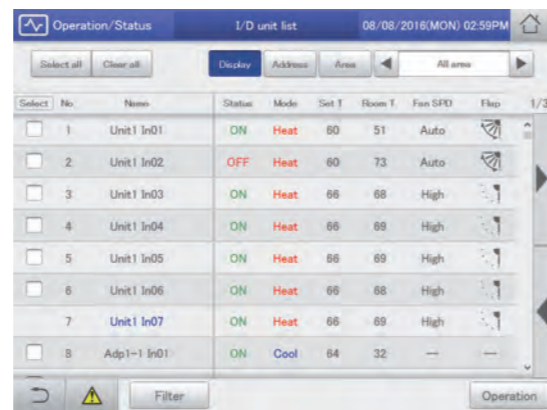 Operation/Status I/D unit list 08/08/2016(MON) 02:59PM
Select all Clear all Display Address Area All area
Select No. Name Status Mode Set T. Room T. Fan SPD Flap 1/3
1 Unit1 In01 ON Heat 60 51 Auto
2 Unit1 In02 OFF Heat 60 73 Auto
3 Unit1 In03 ON Heat 66 68 High
4 Unit1 In04 ON Heat 66 69 High
5 Unit1 In05 ON Heat 66 69 High
6 Unit1 In06 ON Heat 66 68 High
7 Unit1 In07 ON Heat 66 69 High
8 Adp1-1 In01 ON Cool 64 32 --- ---
Filter Operation